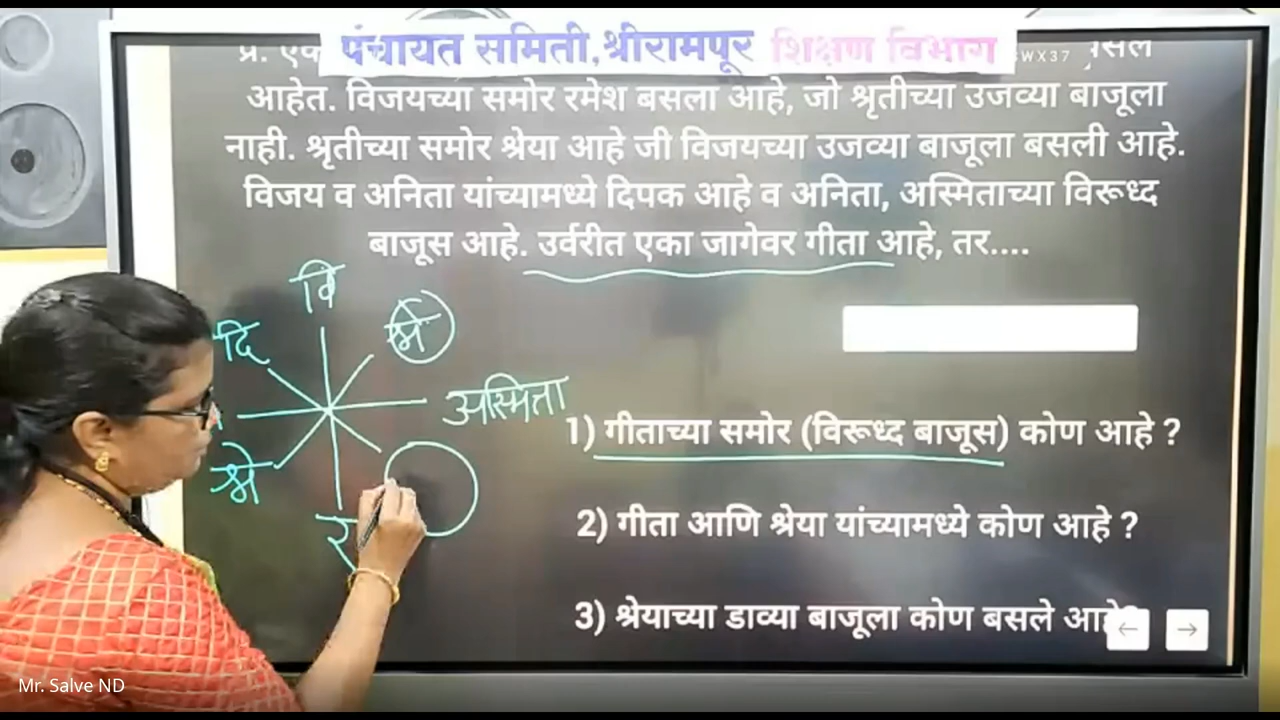 पंचायत समिती,श्रीरामपूर शिक्षण विभाग
प्र. WX37
आहेत. विजयच्या समोर रमेश बसला आहे, जो श्रृतीच्या उजव्या बाजूला
नाही. श्रृतीच्या समोर श्रेया आहे जी विजयच्या उजव्या बाजूला बसली आहे.
विजय व अनिता यांच्यामध्ये दिपक आहे व अनिता, अस्मिताच्या विरूध्द
बाजूस आहे. उर्वरीत एका जागेवर गीता आहे, तर....
वि
दि
अस्मिता
1) गीताच्या समोर (विरूध्द बाजूस) कोण आहे ?
श्रे
र
2) गीता आणि श्रेया यांच्यामध्ये कोण आहे ?
3) श्रेयाच्या डाव्या बाजूला कोण बसले
← →
Mr. Salve ND